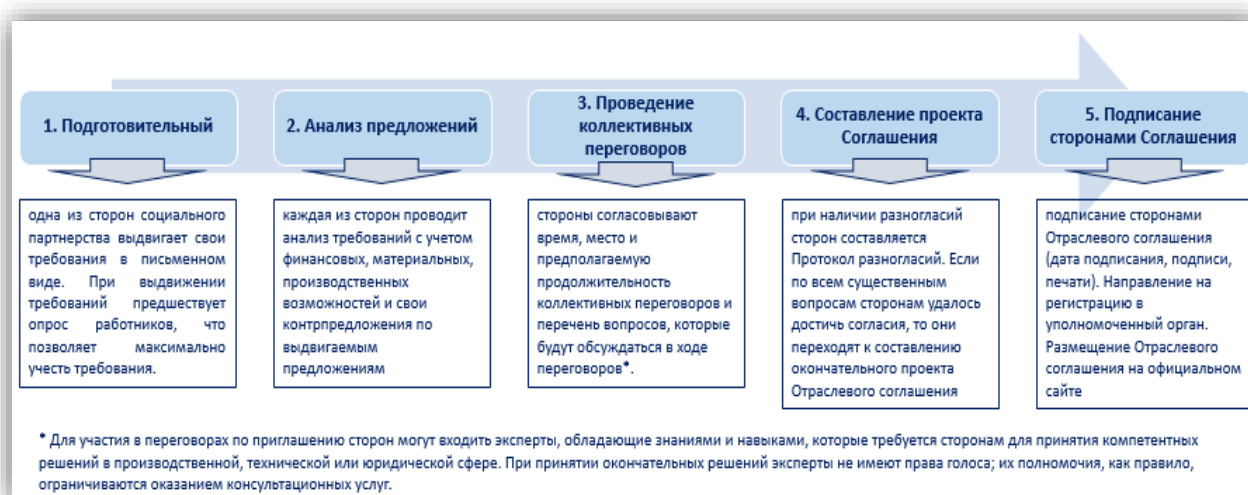 1. Подготовительный
2. Анализ предложений
3. Проведение
коллективных
переговоров
4. Составление проекта
Соглашения
5. Подписание
сторонами Соглашения
одна из сторон социального
партнерства выдвигает свои
требования в письменном
виде. При выдвижении
требований предшествует
опрос работников, что
позволяет максимально
учесть требования.
каждая из сторон проводит
анализ требований с учетом
финансовых, материальных,
производственных
возможностей и свои
контрпредложения по
выдвигаемым
предложениям
стороны согласовывают
время, место и
предполагаемую
продолжительность
коллективных переговоров и
перечень вопросов, которые
будут обсуждаться в ходе
переговоров*.
при наличии разногласий
сторон составляется
Протокол разногласий. Если
по всем существенным
вопросам сторонам удалось
достичь согласия, то они
переходят к составлению
окончательного проекта
Отраслевого соглашения
подписание сторонами
Отраслевого соглашения
(дата подписания, подписи,
печати). Направление на
регистрацию в
уполномоченный орган.
Размещение Отраслевого
соглашения на официальном
сайте
* Для участия в переговорах по приглашению сторон могут входить эксперты, обладающие знаниями и навыками, которые требуется сторонам для принятия компетентных
решений в производственной, технической или юридической сфере. При принятии окончательных решений эксперты не имеют права голоса; их полномочия, как правило,
ограничиваются оказанием консультационных услуг.